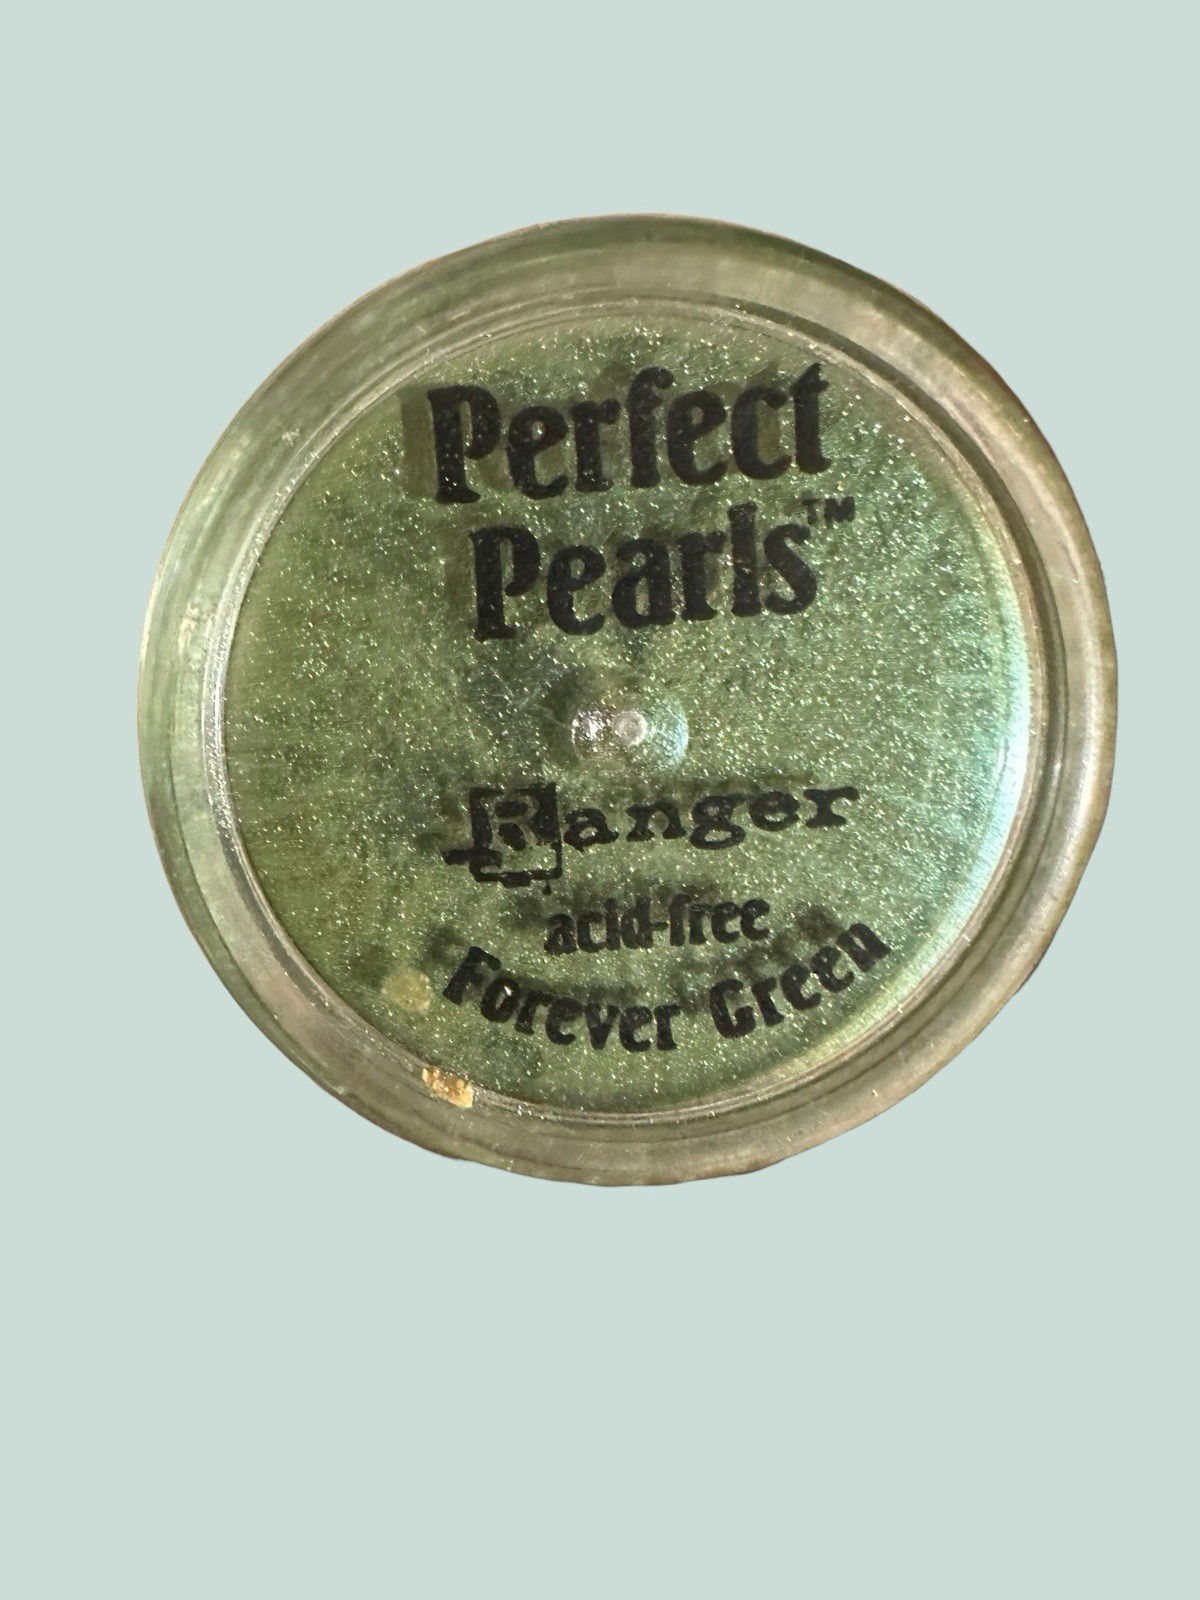 Perfect
Pearls™
Ranger
acid-free
Forever Green